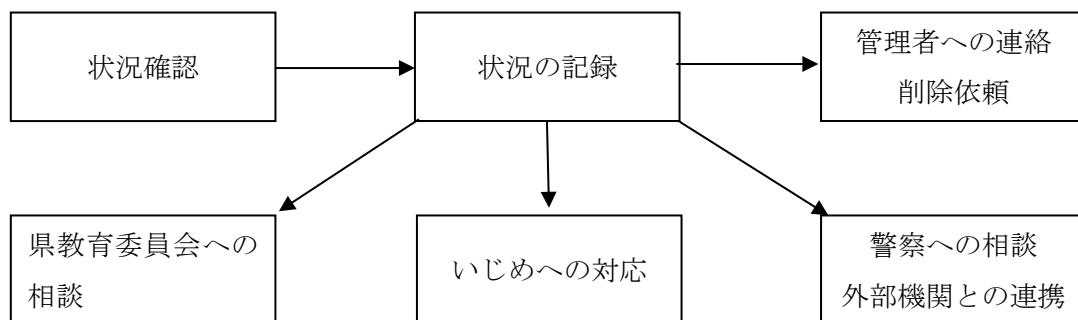 状況確認
状況の記録
管理者への連絡
削除依頼
県教育委員会への
相談
いじめへの対応
警察への相談
外部機関との連携